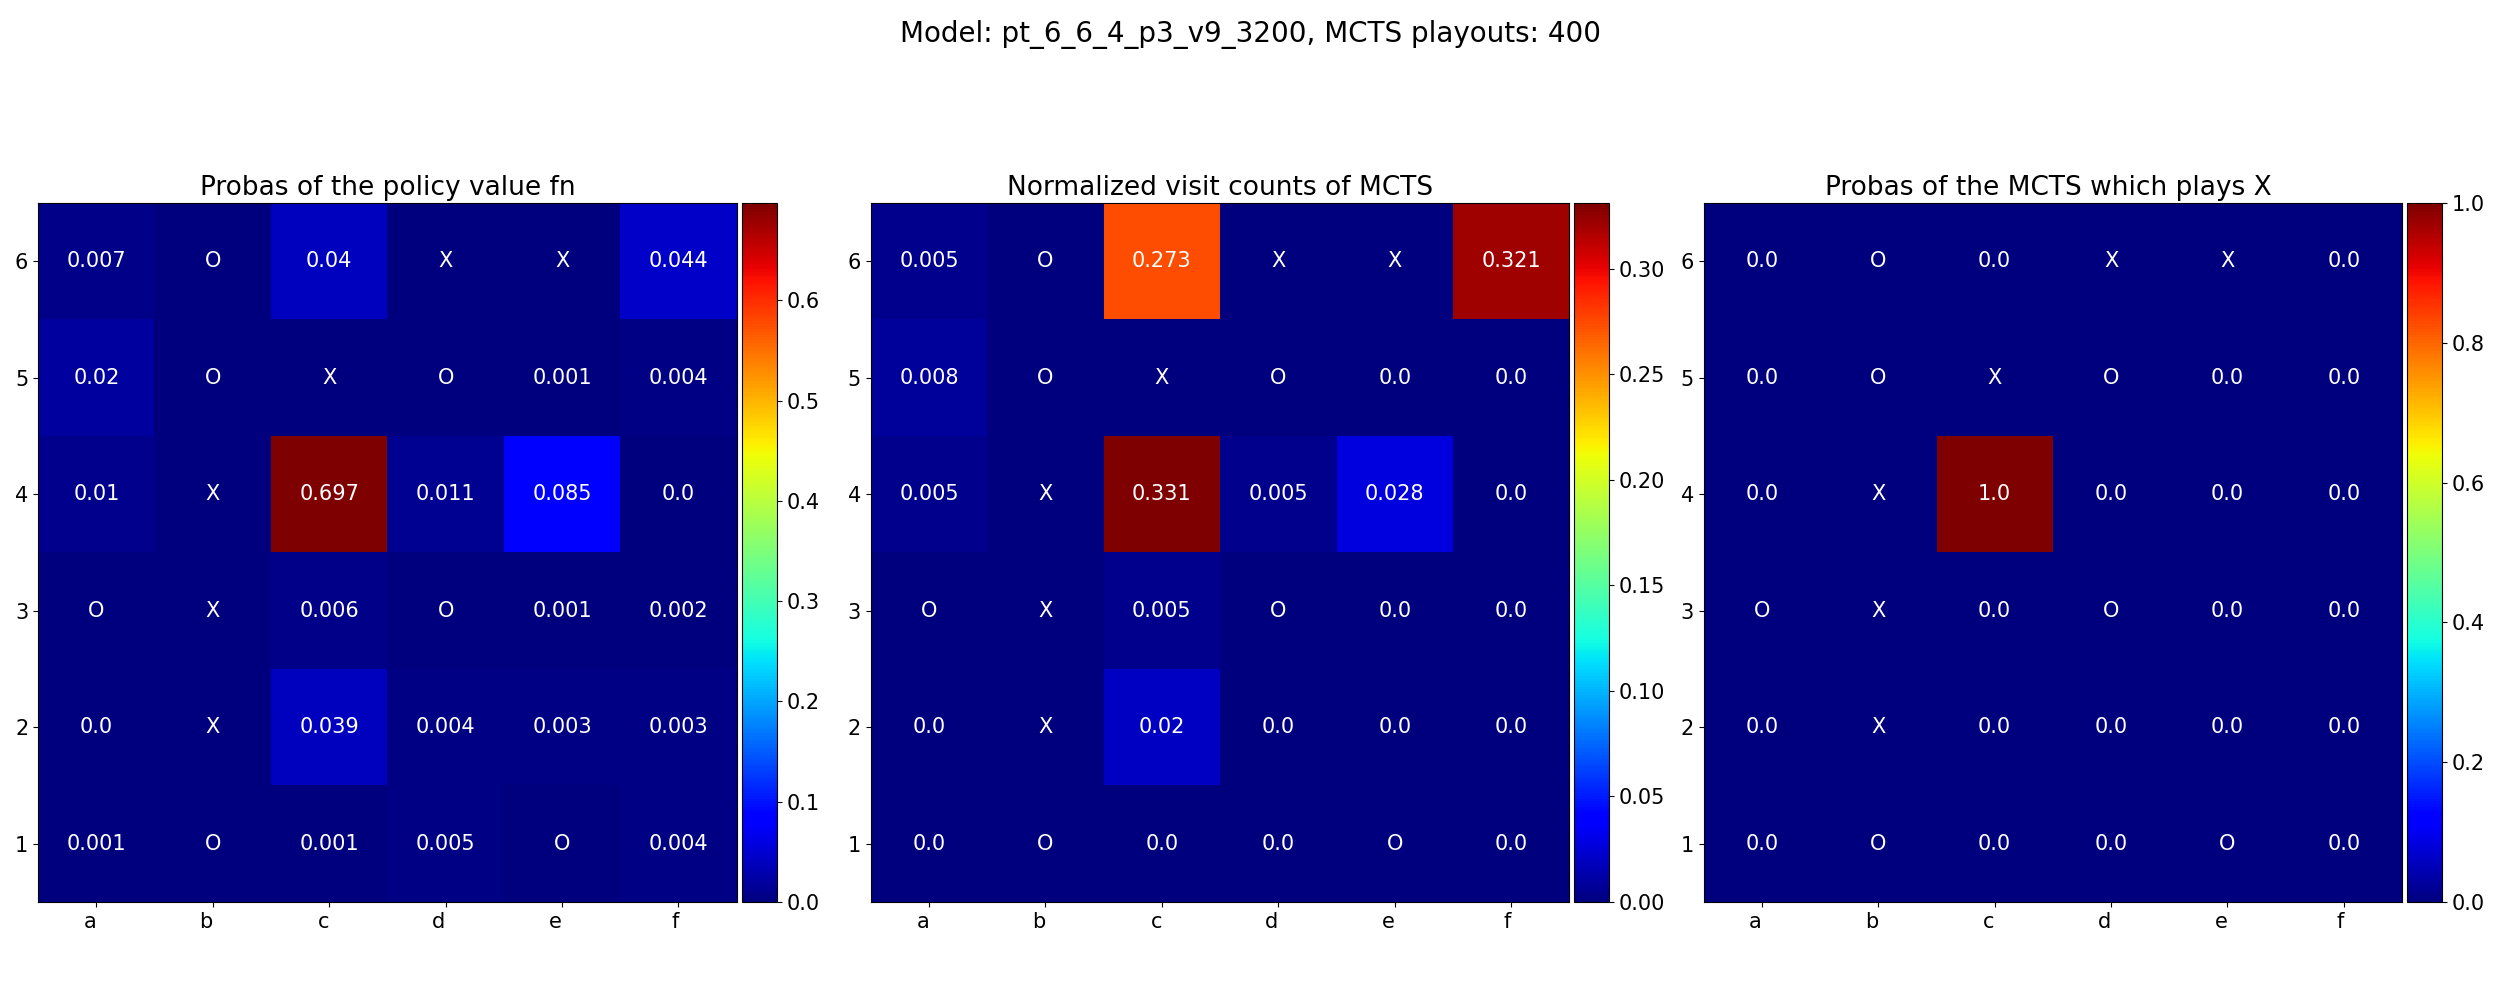 Model: pt_6_6_4_p3_v9_3200, MCTS playouts: 400
Probas of the policy value fn
6 0.007 O 0.04 X X 0.044
5 0.02 O X O 0.001 0.004
4 0.01 X 0.697 0.011 0.085 0.0
3 O X 0.006 O 0.001 0.002
2 0.0 X 0.039 0.004 0.003 0.003
1 0.001 O 0.001 0.005 O 0.004
a b c d e f
0.6
0.5
0.4
0.3
0.2
0.1
0.0
Normalized visit counts of MCTS
6 0.005 O 0.273 X X 0.321
5 0.008 O X O 0.0 0.0
4 0.005 X 0.331 0.005 0.028 0.0
3 O X 0.005 O 0.0 0.0
2 0.0 X 0.02 0.0 0.0 0.0
1 0.0 O 0.0 0.0 O 0.0
a b c d e f
0.30
0.25
0.20
0.15
0.10
0.05
0.00
Probas of the MCTS which plays X
6 0.0 O 0.0 X X 0.0
5 0.0 O X O 0.0 0.0
4 0.0 X 1.0 0.0 0.0 0.0
3 O X 0.0 O 0.0 0.0
2 0.0 X 0.0 0.0 0.0 0.0
1 0.0 O 0.0 0.0 O 0.0
a b c d e f
1.0
0.8
0.6
0.4
0.2
0.0